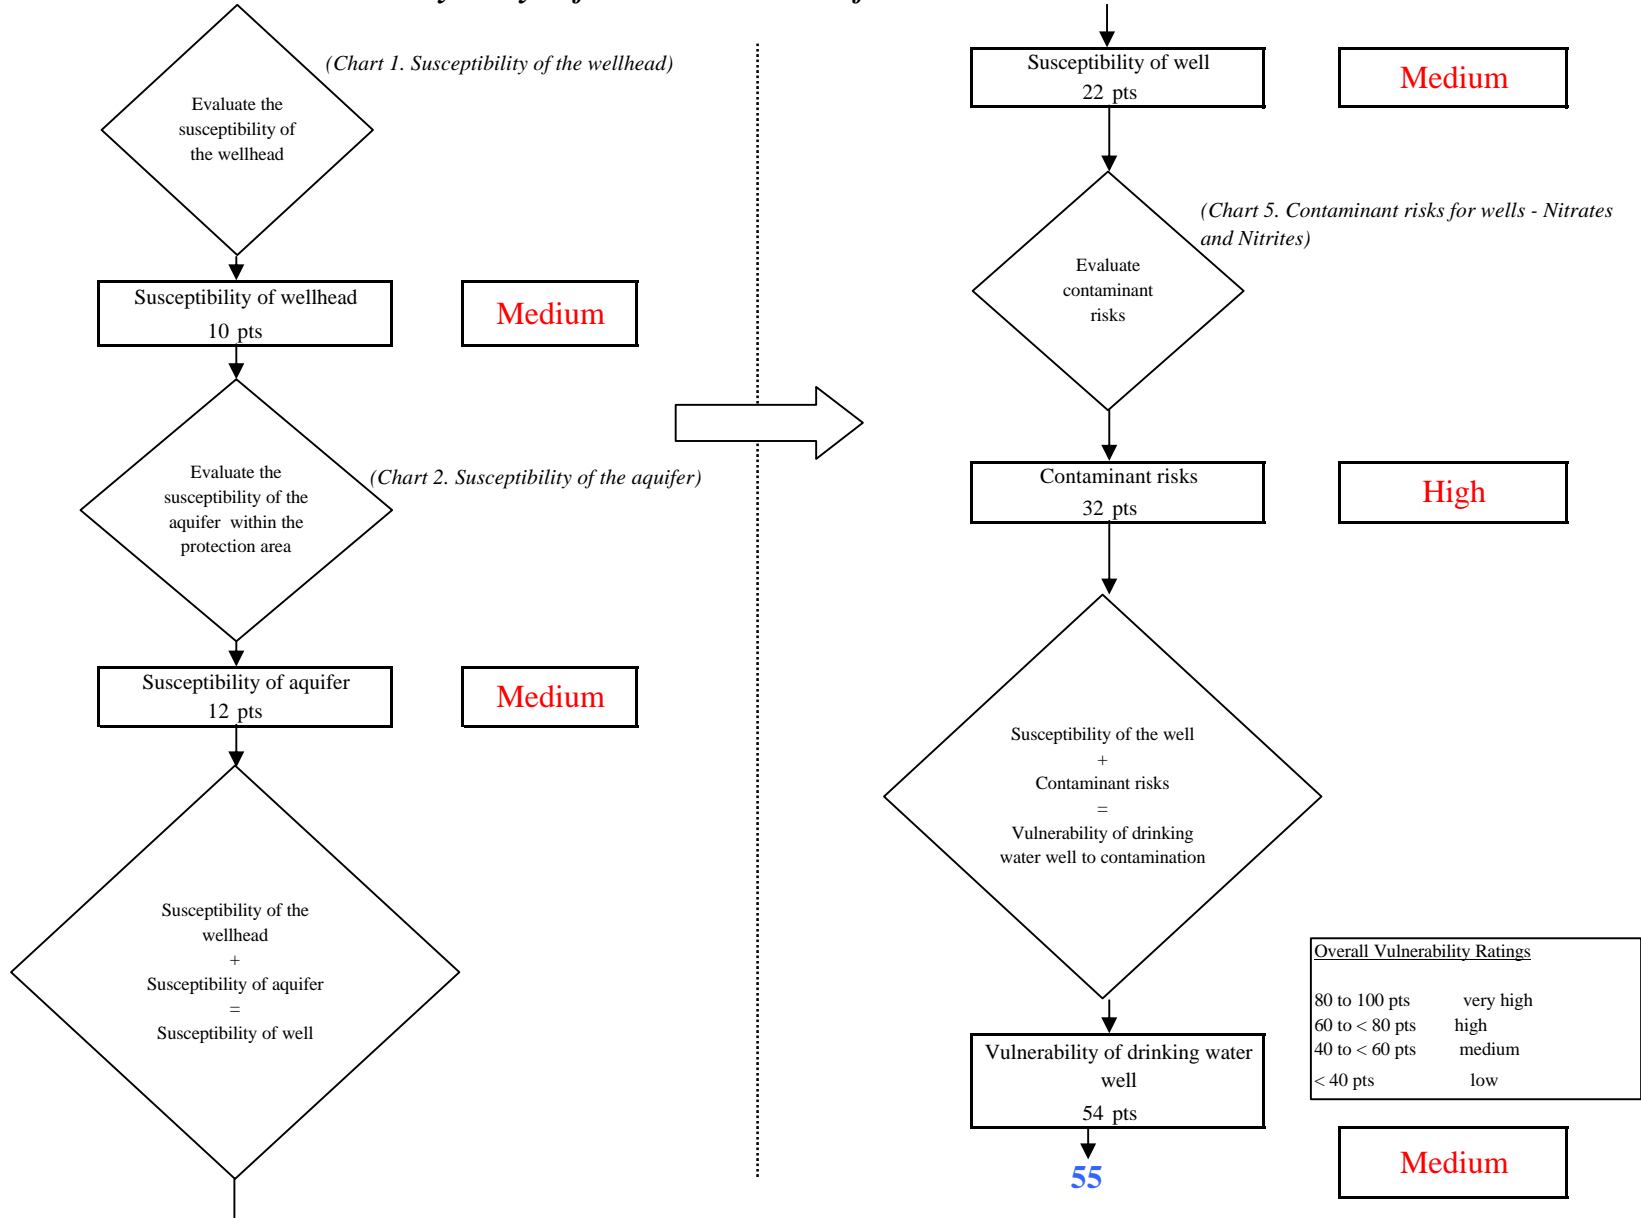 (Chart 1. Susceptibility of the wellhead)
Evaluate the
susceptibility of
the wellhead
Susceptibility of wellhead
10 pts
Medium
Evaluate the
susceptibility of the
aquifer within the
protection area
(Chart 2. Susceptibility of the aquifer)
Susceptibility of aquifer
12 pts
Medium
Susceptibility of the
wellhead
+
Susceptibility of aquifer
=
Susceptibility of well
Susceptibility of well
22 pts
Medium
(Chart 5. Contaminant risks for wells - Nitrates
and Nitrites)
Evaluate
contaminant
risks
Contaminant risks
32 pts
High
Susceptibility of the well
+
Contaminant risks
=
Vulnerability of drinking
water well to contamination
Overall Vulnerability Ratings
80 to 100 pts very high
60 to < 80 pts high
40 to < 60 pts medium
< 40 pts low
Vulnerability of drinking water
well
54 pts
55
Medium